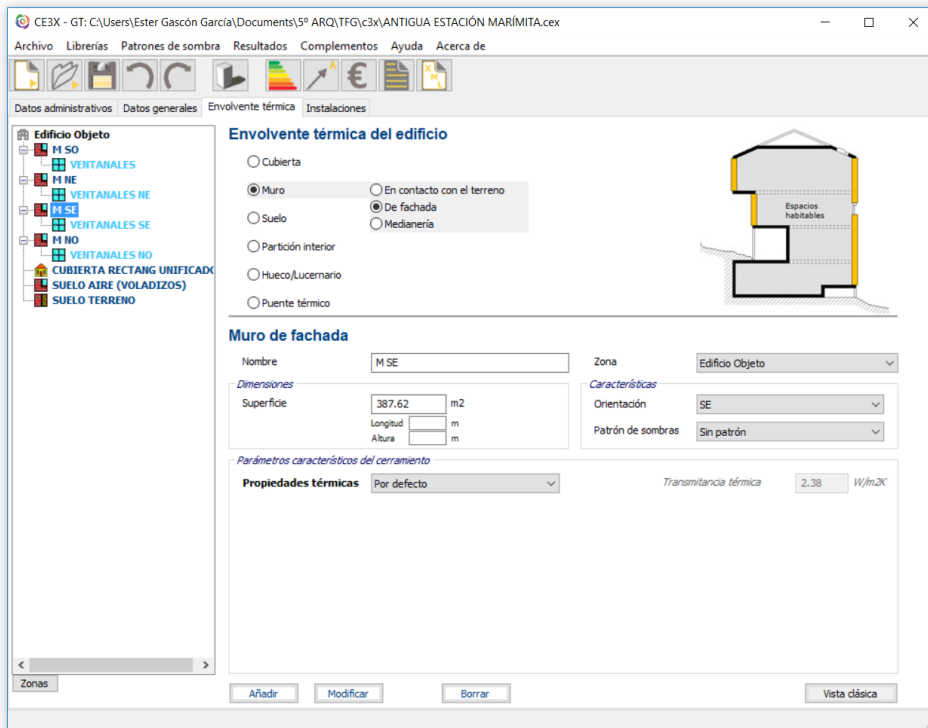 CE3X - GT: C:\Users\Ester Gascón García\Documents\5º ARQ\TFG\c3x\ANTIGUA ESTACIÓN MARÍMITA.cex
Archivo Librerías Patrones de sombra Resultados Complementos Ayuda Acerca de
Datos administrativos Datos generales Envolvente térmica Instalaciones
Edificio Objeto
M SO
VENTANALES
M NE
VENTANALES NE
M SE
VENTANALES SE
M NO
VENTANALES NO
CUBIERTA RECTANG UNIFICADO
SUELO AIRE (VOLADIZOS)
SUELO TERRENO
Zonas
Envolvente térmica del edificio
Cubierta
Muro
En contacto con el terreno
De fachada
Medianería
Suelo
Partición interior
Hueco/Lucernario
Puente térmico
Espacios
habitables
Muro de fachada
Nombre M SE Zona Edificio Objeto
Dimensiones
Superficie 387.62 m2
Longitud m
Altura m
Características
Orientación SE
Patrón de sombras Sin patrón
Parámetros característicos del cerramiento
Propiedades térmicas Por defecto Transmitancia térmica 2.38 W/m2K
Añadir Modificar Borrar Vista clásica